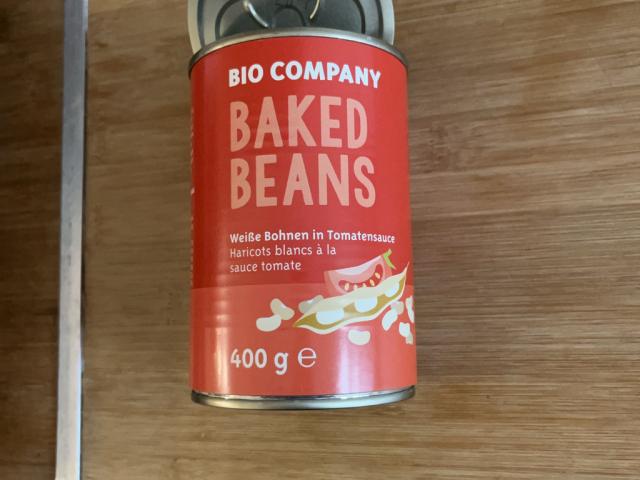 BIO COMPANY
BAKED
BEANS
Weiße Bohnen in Tomatensauce
Haricots blancs à la
sauce tomate
400 g ℮